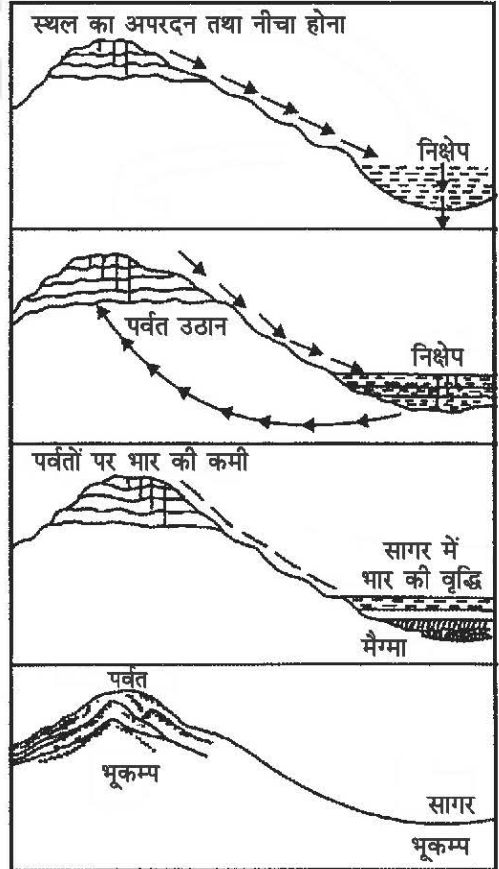 स्थल का अपरदन तथा नीचा होना
निक्षेप
पर्वत उठान
निक्षेप
पर्वतों पर भार की कमी
सागर में
भार की वृद्धि
मैग्मा
पर्वत
भूकम्प
सागर
भूकम्प